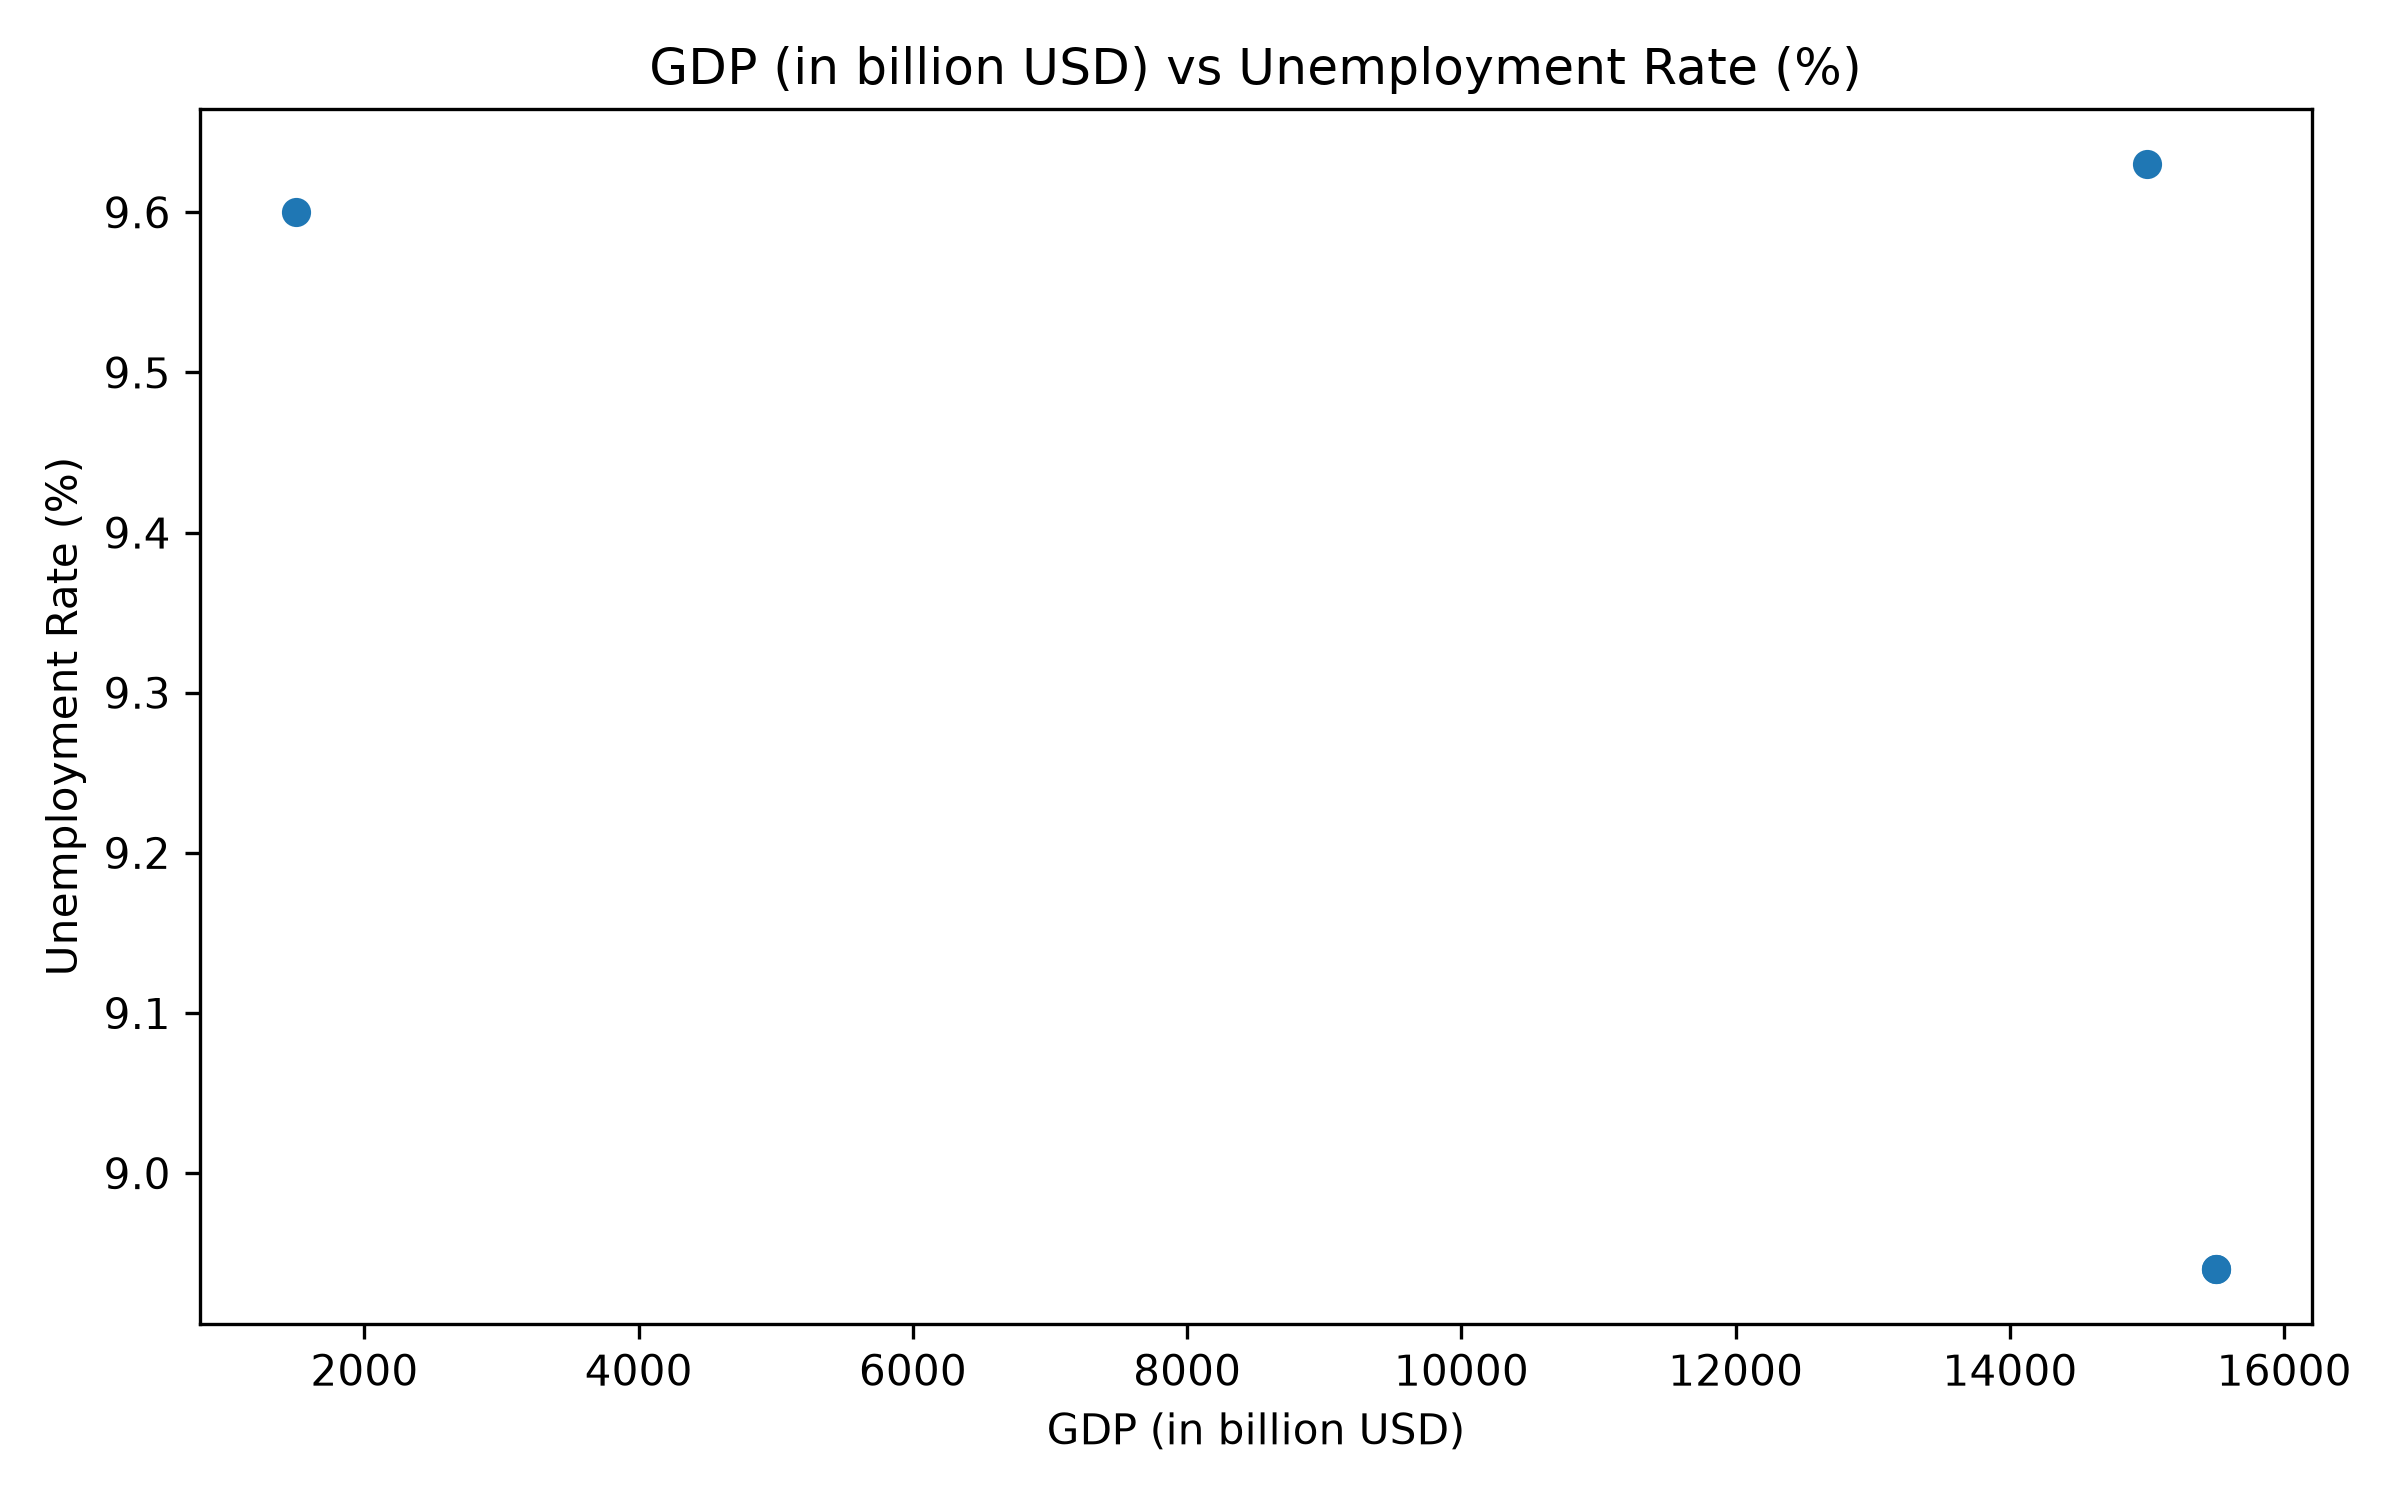 GDP (in billion USD) vs Unemployment Rate (%)
Unemployment Rate (%)
9.6
9.5
9.4
9.3
9.2
9.1
9.0
2000 4000 6000 8000 10000 12000 14000 16000
GDP (in billion USD)